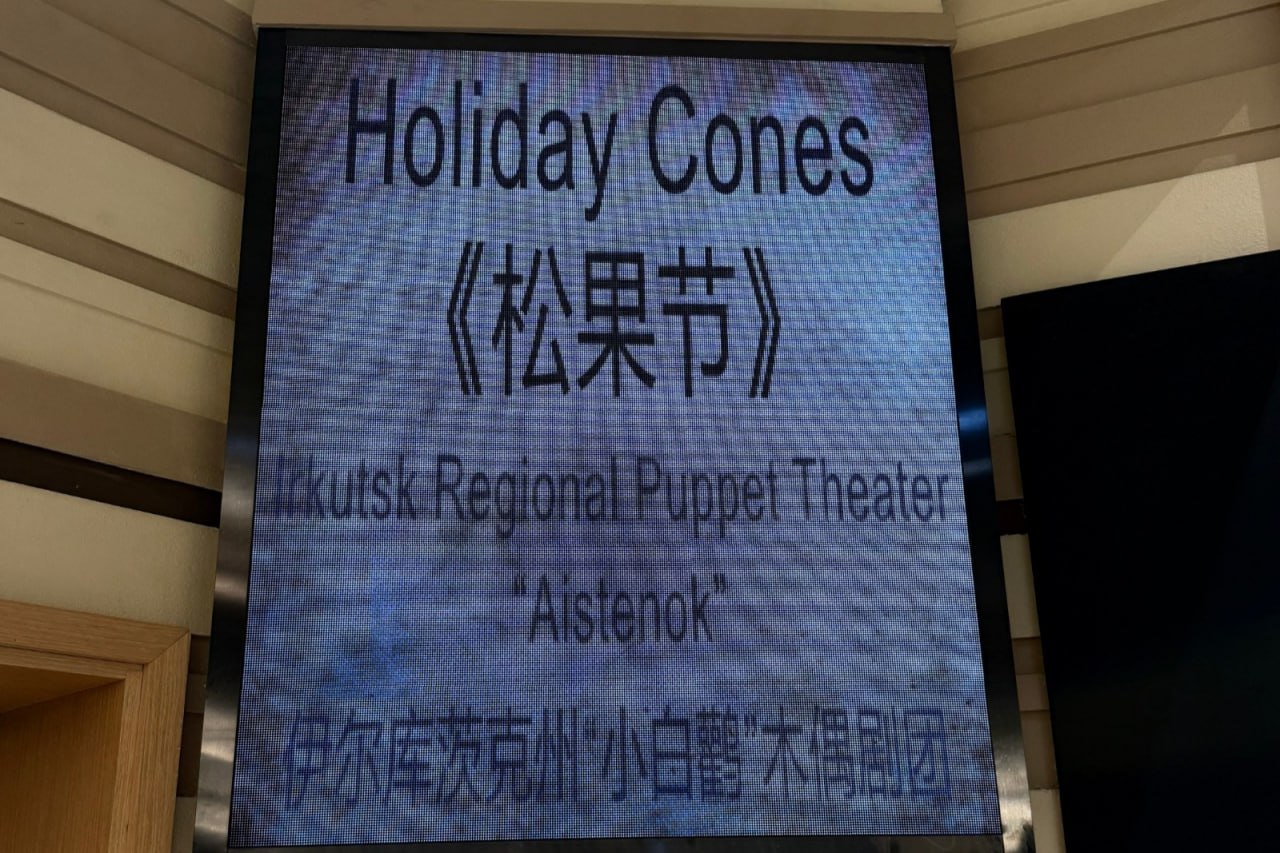 Holiday Cones
《松果节》
Irkutsk Regional Puppet Theater
“Aistenok”
伊尔库茨克州“小白鹳”木偶剧团